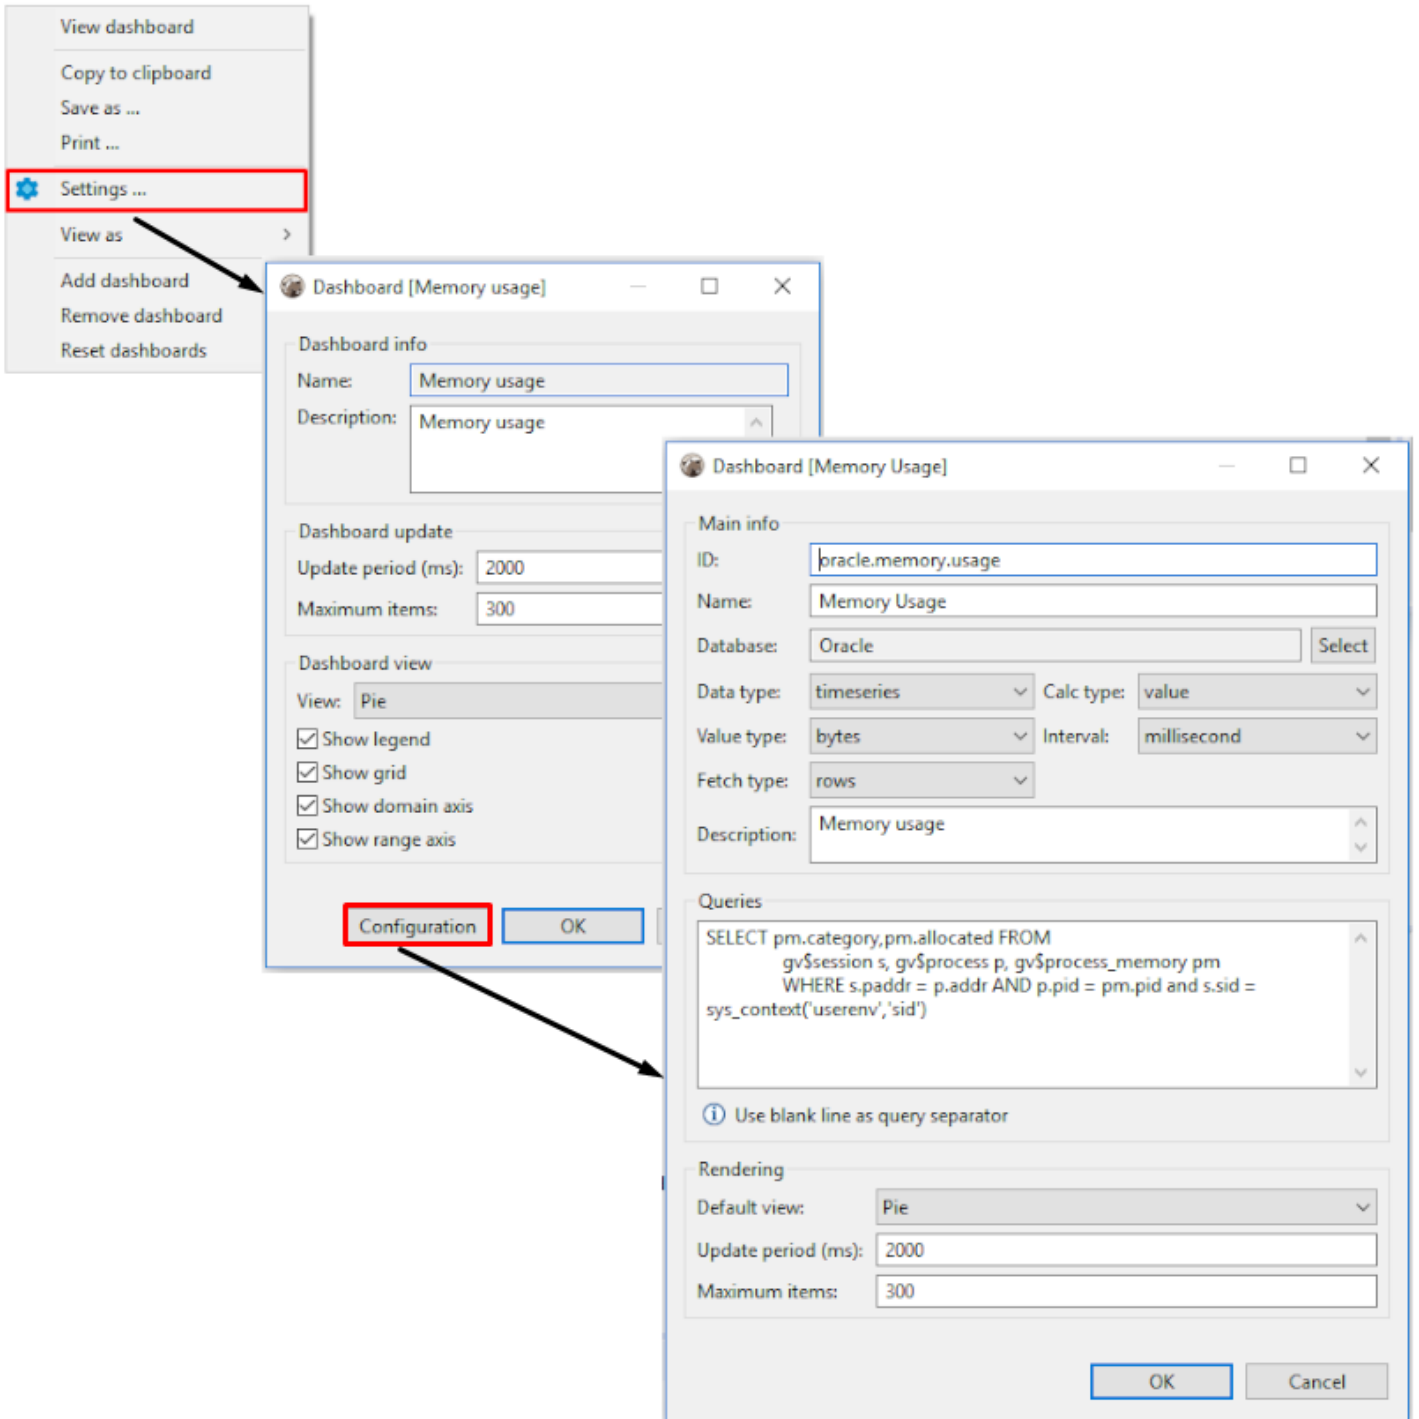 View dashboard
Copy to clipboard
Save as ...
Print ...
Settings ...
View as
Add dashboard
Remove dashboard
Reset dashboards
Dashboard [Memory usage]
Dashboard info
Name: Memory usage
Description: Memory usage
Dashboard update
Update period (ms): 2000
Maximum items: 300
Dashboard view
View: Pie
Show legend
Show grid
Show domain axis
Show range axis
Configuration OK
Dashboard [Memory Usage]
Main info
ID: oracle.memory.usage
Name: Memory Usage
Database: Oracle Select
Data type: timeseries Calc type: value
Value type: bytes Interval: millisecond
Fetch type: rows
Description: Memory usage
Queries
SELECT pm.category,pm.allocated FROM
gv$session s, gv$process p, gv$process_memory pm
WHERE s.paddr = p.addr AND p.pid = pm.pid and s.sid =
sys_context('userenv','sid')
Use blank line as query separator
Rendering
Default view: Pie
Update period (ms): 2000
Maximum items: 300
OK Cancel